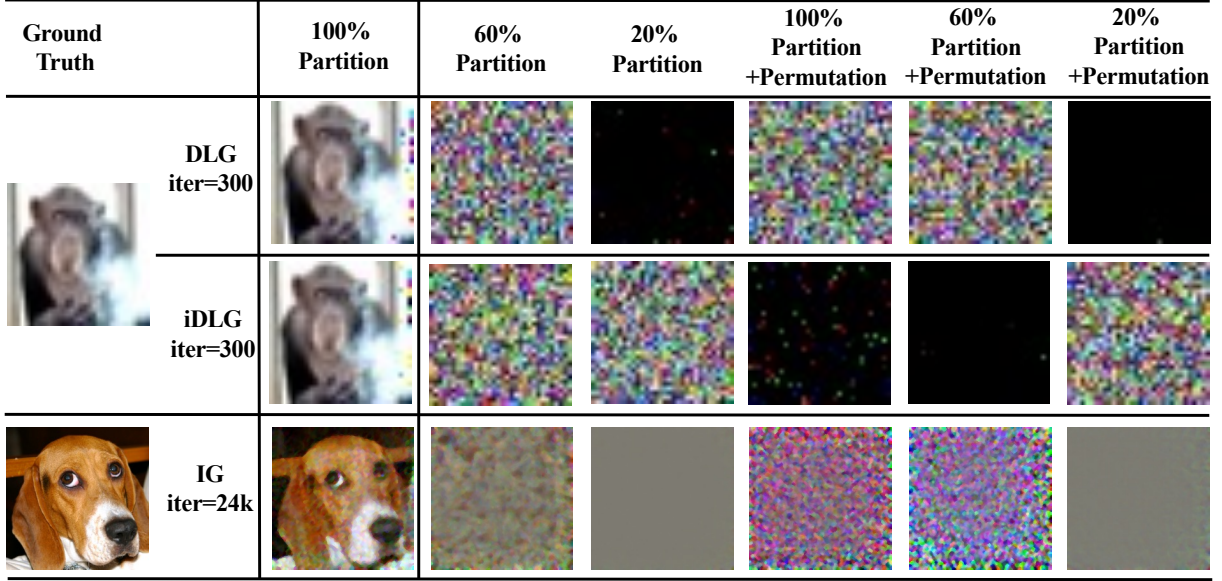 Ground
Truth
100%
Partition
60%
Partition
20%
Partition
100%
Partition
+Permutation
60%
Partition
+Permutation
20%
Partition
+Permutation
DLG
iter=300
iDLG
iter=300
IG
iter=24k